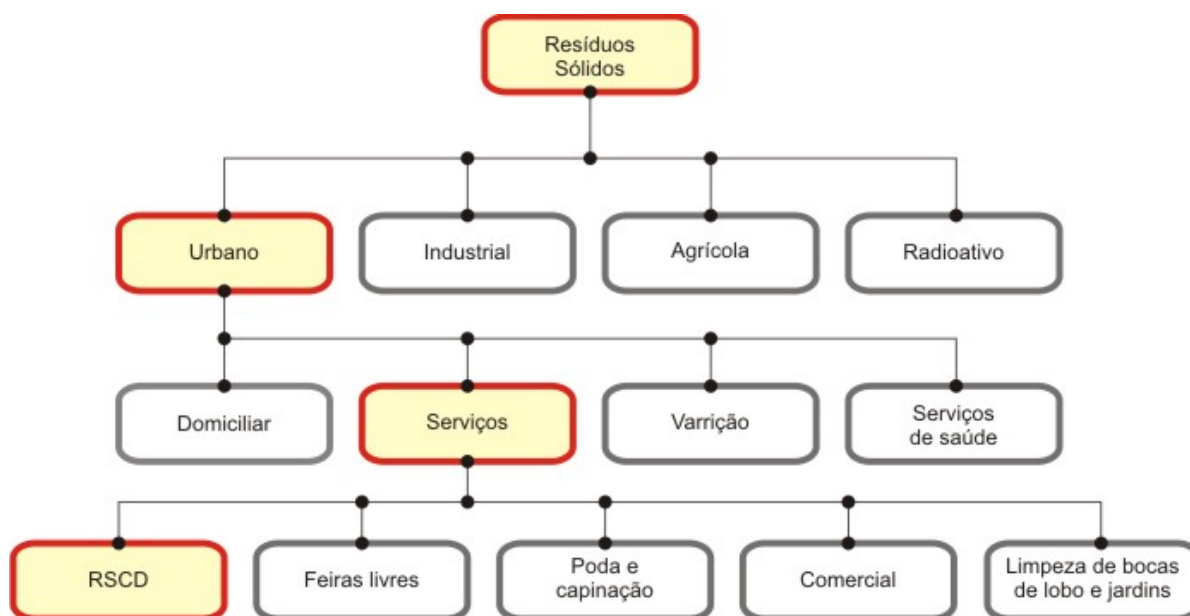 Resíduos
Sólidos
Urbano
Industrial
Agrícola
Radioativo
Domiciliar
Serviços
Varrição
Serviços
de saúde
RSCD
Feiras livres
Poda e
capinação
Comercial
Limpeza de bocas
de lobo e jardins